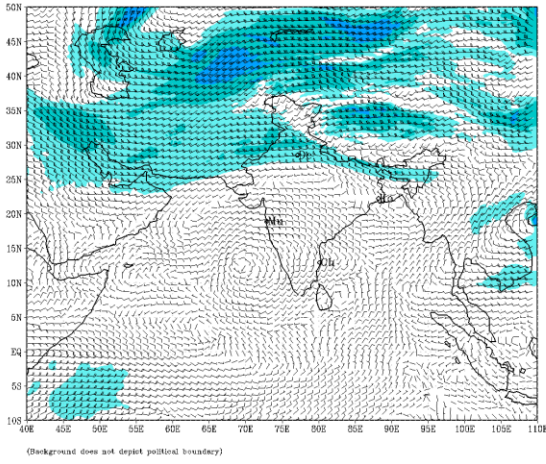 50N
45N
40N
35N
30N
25N
20N
15N
10N
5N
EQ
5S
10S
40E 45E 50E 55E 60E 65E 70E 75E 80E 85E 90E 95E 100E 105E 110E
Mu
Ch
(Background does not depict political boundary)